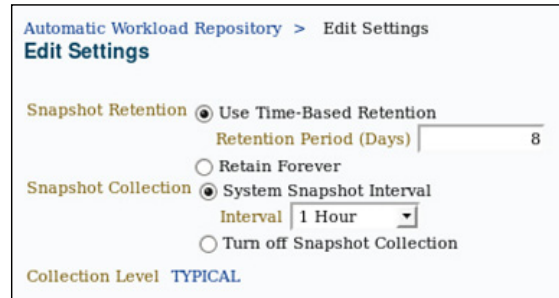 Automatic Workload Repository > Edit Settings
Edit Settings
Snapshot Retention Use Time-Based Retention
Retention Period (Days) 8
Retain Forever
Snapshot Collection System Snapshot Interval
Interval 1 Hour
Turn off Snapshot Collection
Collection Level TYPICAL